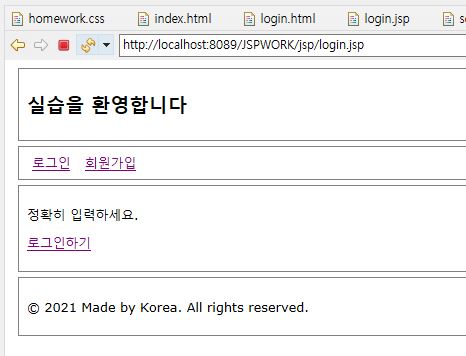 homework.css index.html login.html login.jsp
http://localhost:8089/JSPWORK/jsp/login.jsp
실습을 환영합니다
로그인 회원가입
정확히 입력하세요.
로그인하기
© 2021 Made by Korea. All rights reserved.